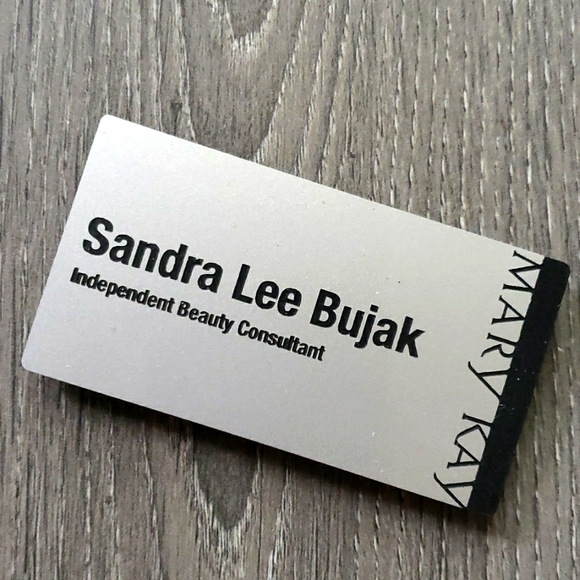 Sandra Lee Bujak
Independent Beauty Consultant
MARY KAY